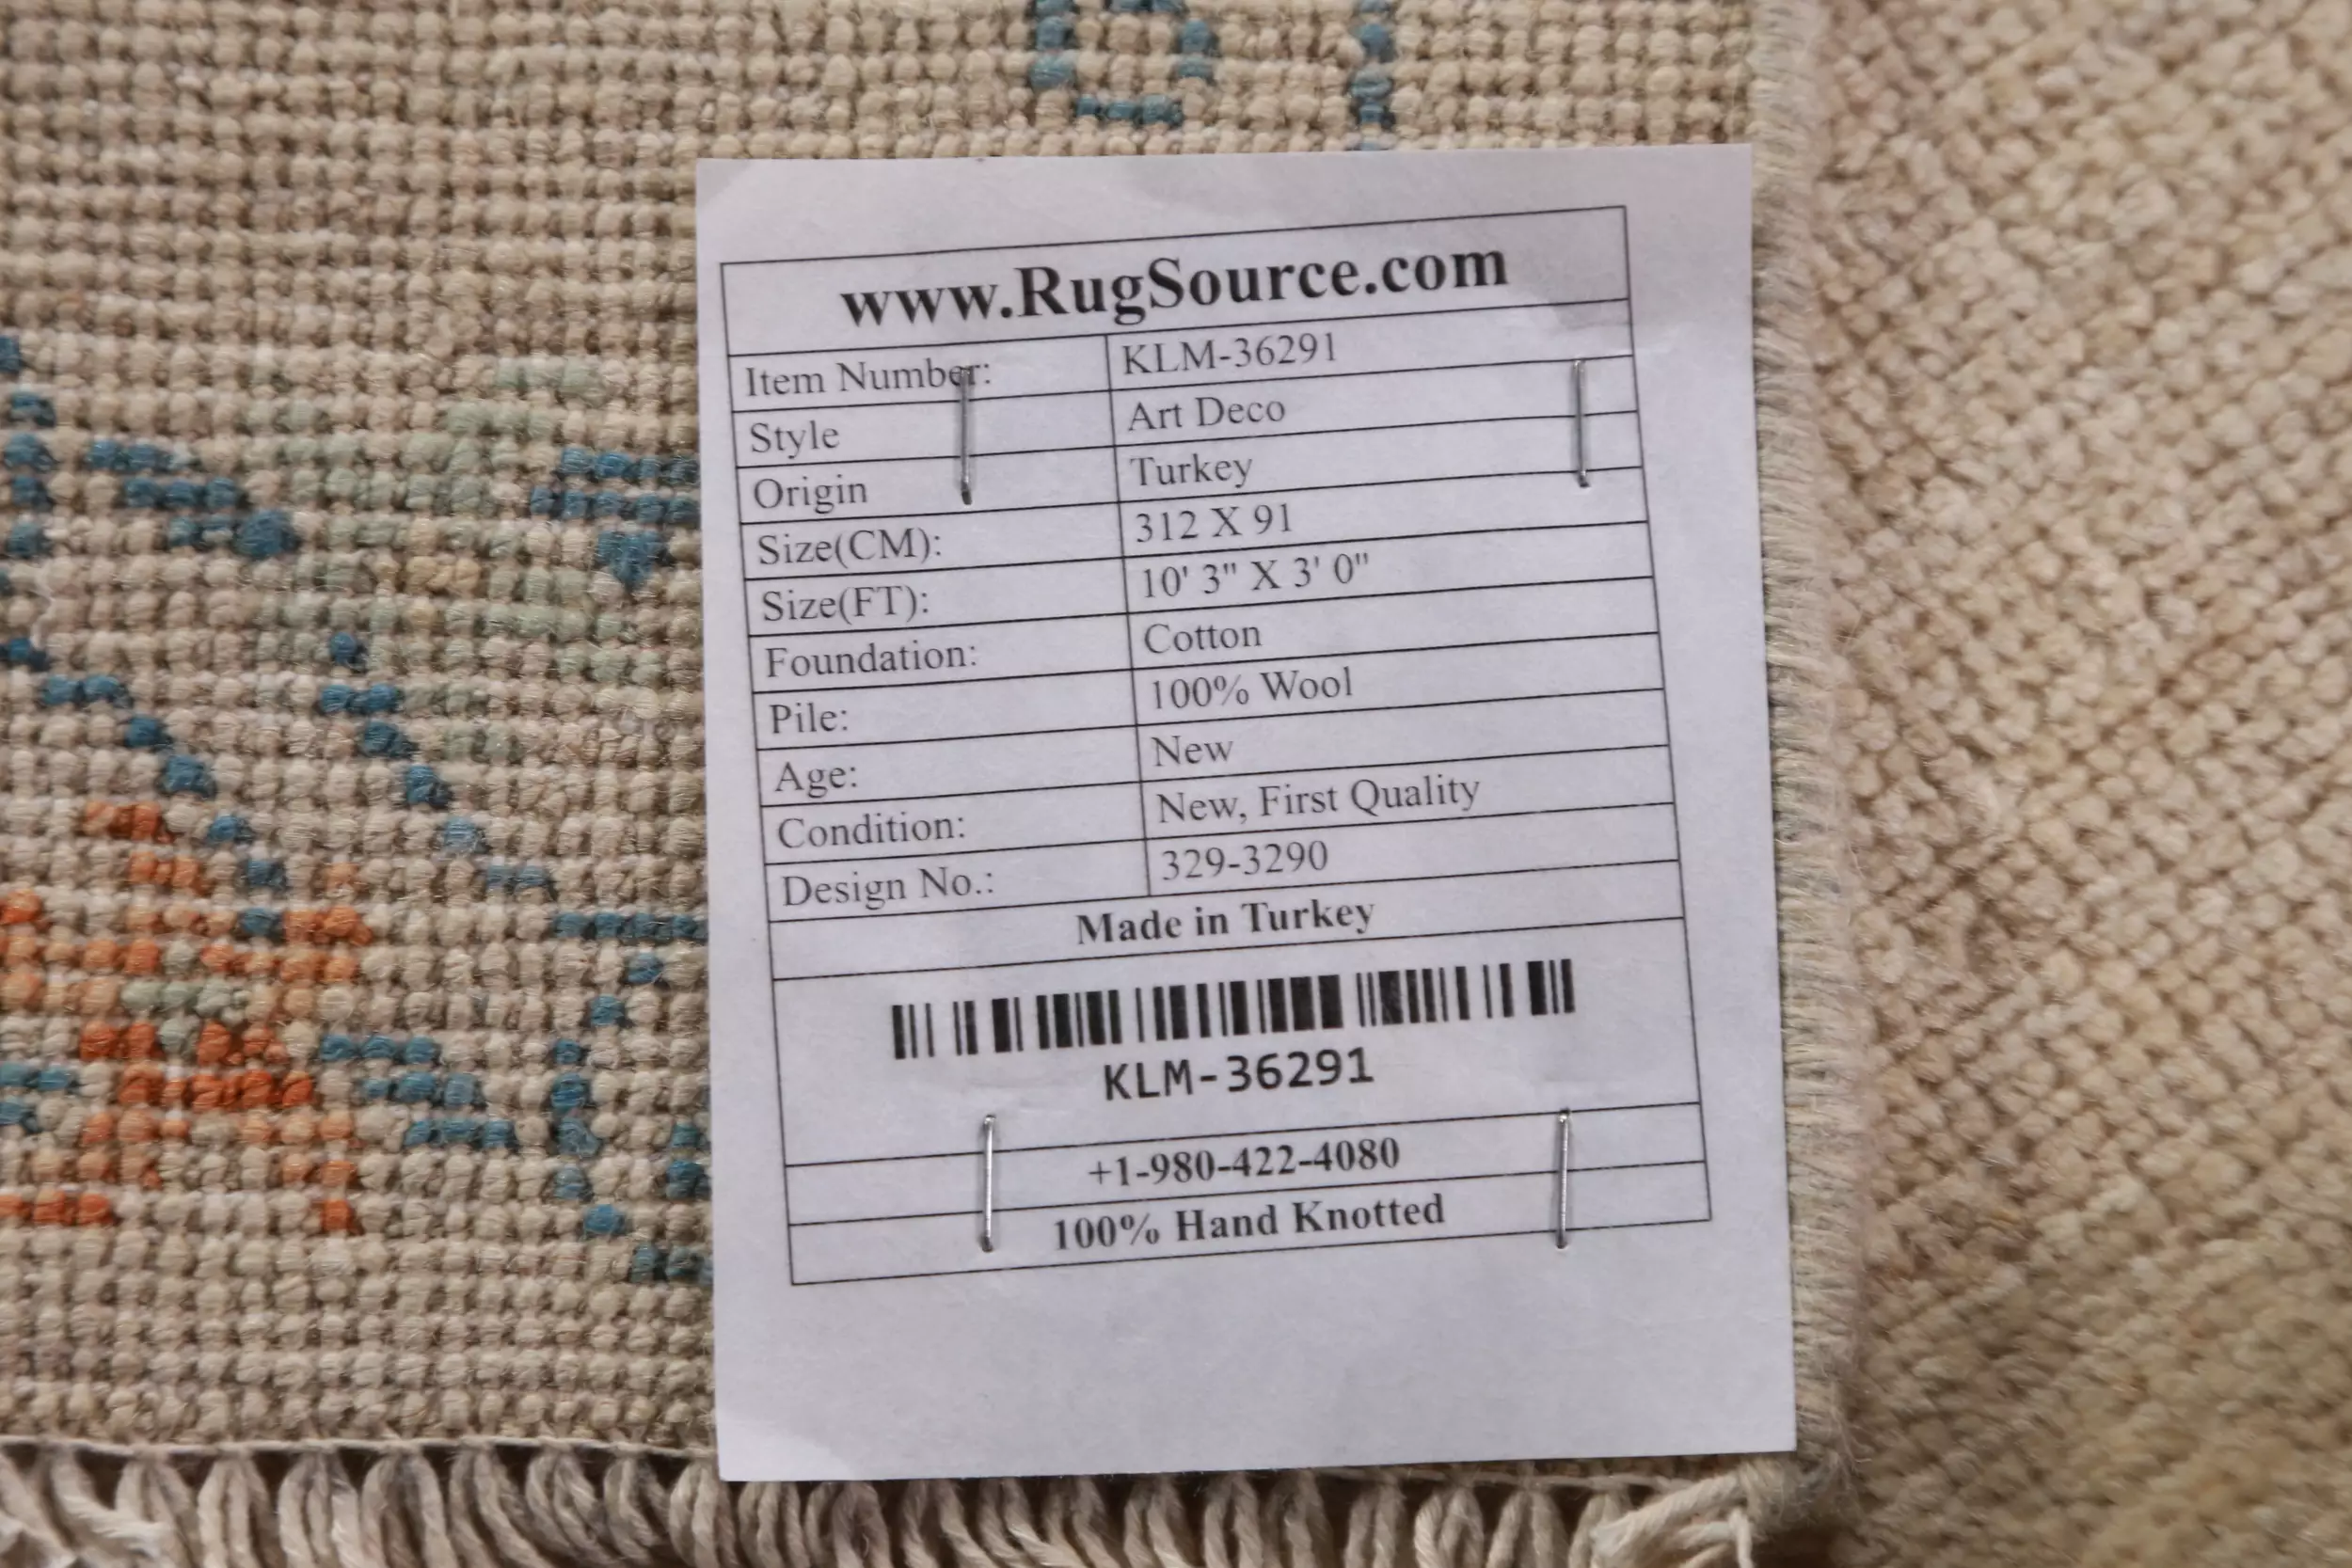 www.RugSource.com
Item Number: KLM-36291
Style Art Deco
Origin Turkey
Size(CM): 312 X 91
Size(FT): 10' 3" X 3' 0"
Foundation: Cotton
Pile: 100% Wool
Age: New
Condition: New, First Quality
Design No.: 329-3290
Made in Turkey
KLM-36291
+1-980-422-4080
100% Hand Knotted